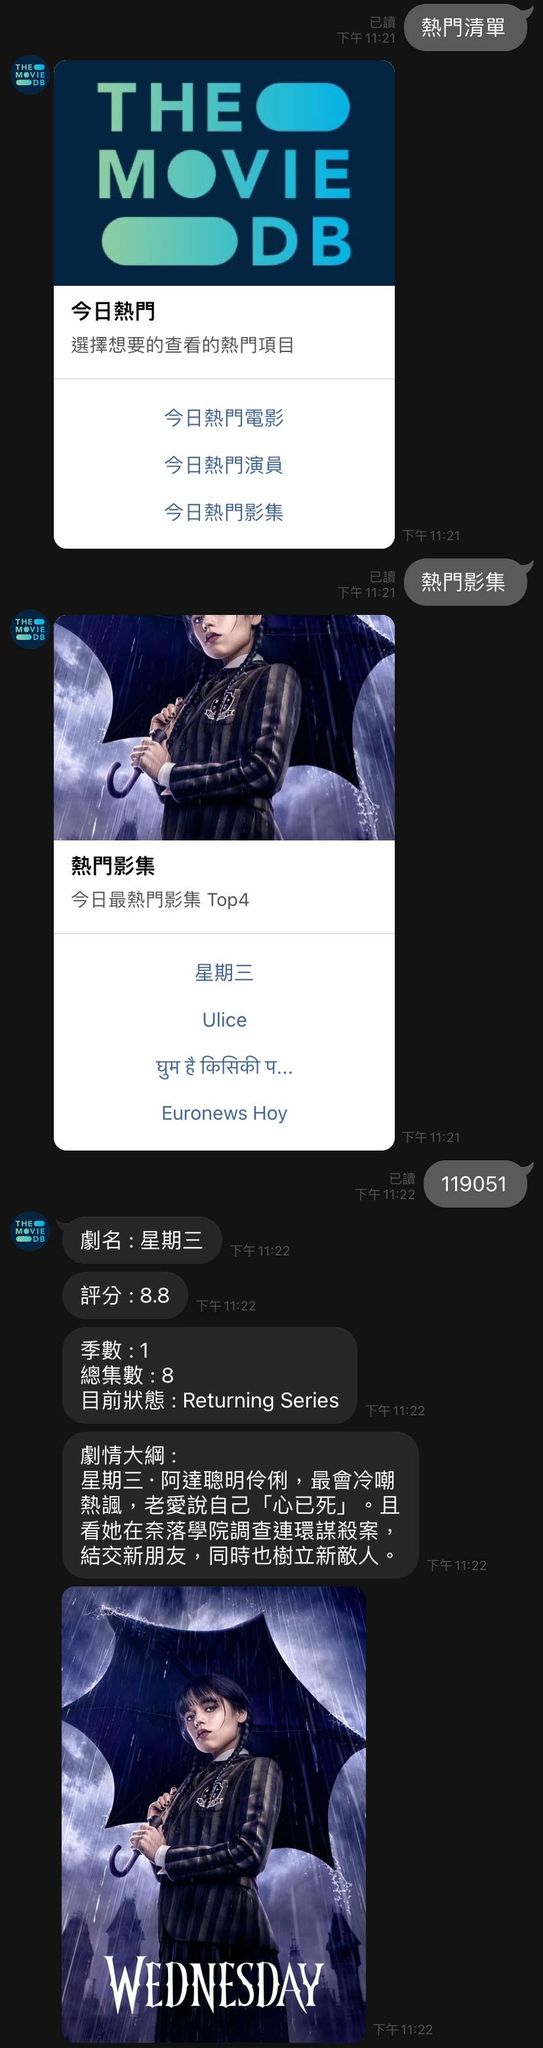 熱門清單
已讀
下午 11:21
THE
MOVIE
DB
THE
MOVIE
DB
今日熱門
選擇想要的查看的熱門項目
今日熱門電影
今日熱門演員
今日熱門影集
下午 11:21
熱門影集
已讀
下午 11:21
THE
MOVIE
DB
熱門影集
今日最熱門影集 Top4
星期三
Ulice
घुम है किसिकी प...
Euronews Hoy
下午 11:21
119051
已讀
下午 11:22
THE
MOVIE
DB
劇名 : 星期三
下午 11:22
評分 : 8.8
下午 11:22
季數 : 1
總集數 : 8
目前狀態 : Returning Series
下午 11:22
劇情大綱 :
星期三 · 阿達聰明伶俐，最會冷嘲
熱諷，老愛說自己「心已死」。且
看她在奈落學院調查連環謀殺案，
結交新朋友，同時也樹立新敵人。
下午 11:22
WEDNESDAY
下午 11:22